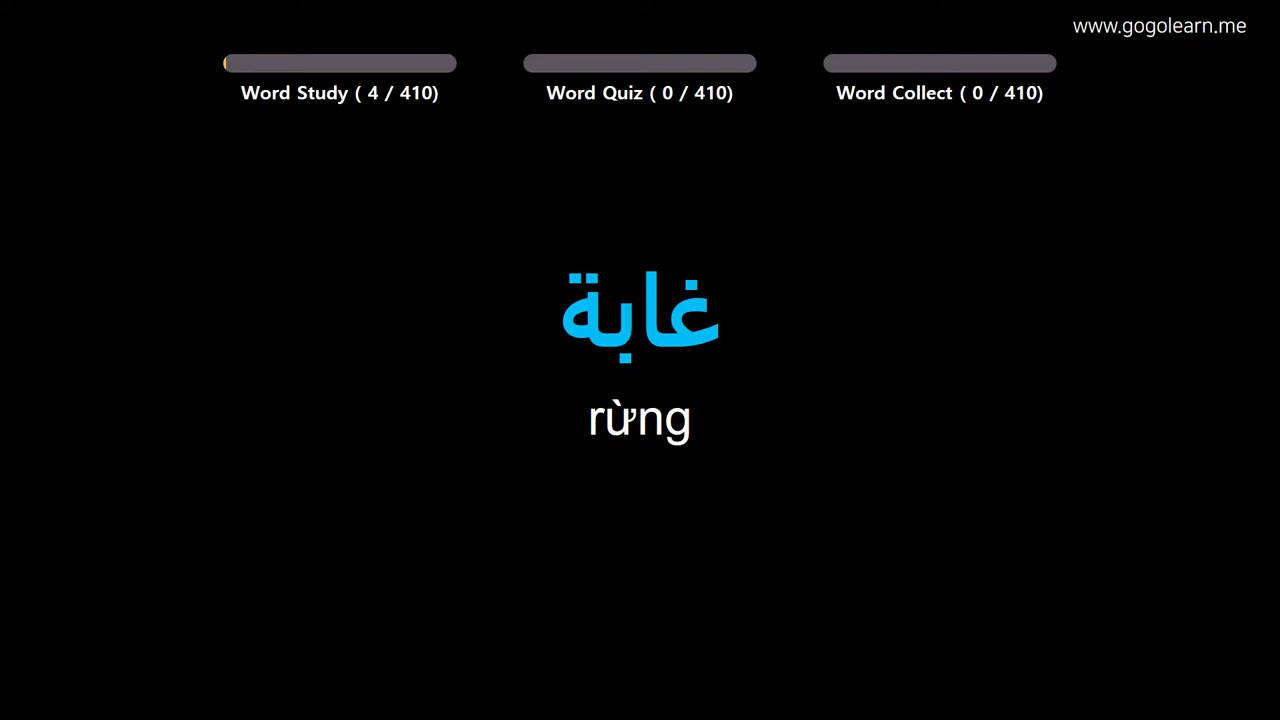 www.gogolearn.me
Word Study ( 4 / 410)
Word Quiz ( 0 / 410)
Word Collect ( 0 / 410)
غابة
rừng